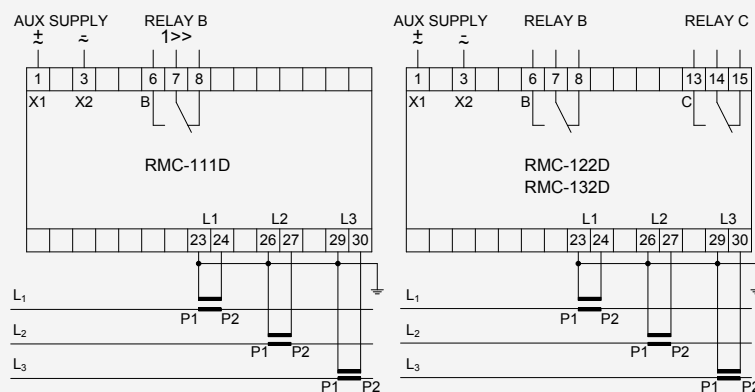 AUX SUPPLY RELAY B
± ~ 1>>
1 3 6 7 8
X1 X2 B
RMC-111D
L1 L2 L3
23 24 26 27 29 30
L₁
P1 P2
L₂
P1 P2
L₃
P1 P2
AUX SUPPLY RELAY B RELAY C
1 3 6 7 8 13 14 15
X1 X2 B C
RMC-122D
RMC-132D
L1 L2 L3
23 24 26 27 29 30
L₁
P1 P2
L₂
P1 P2
L₃
P1 P2